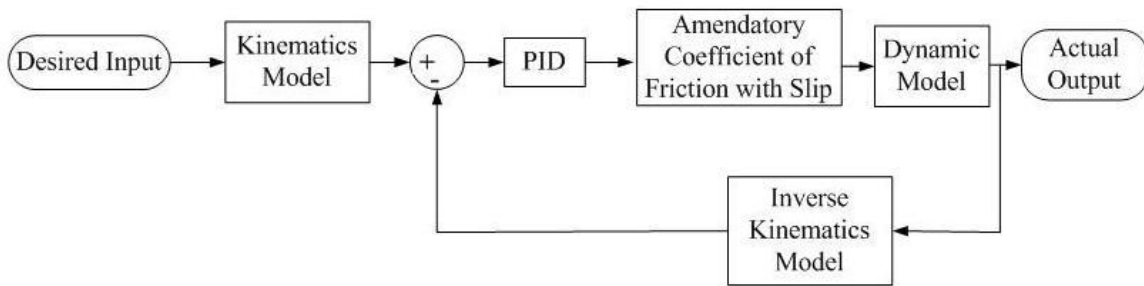 Desired Input
Kinematics
Model
+
-
PID
Amendatory
Coefficient of
Friction with Slip
Dynamic
Model
Actual
Output
Inverse
Kinematics
Model